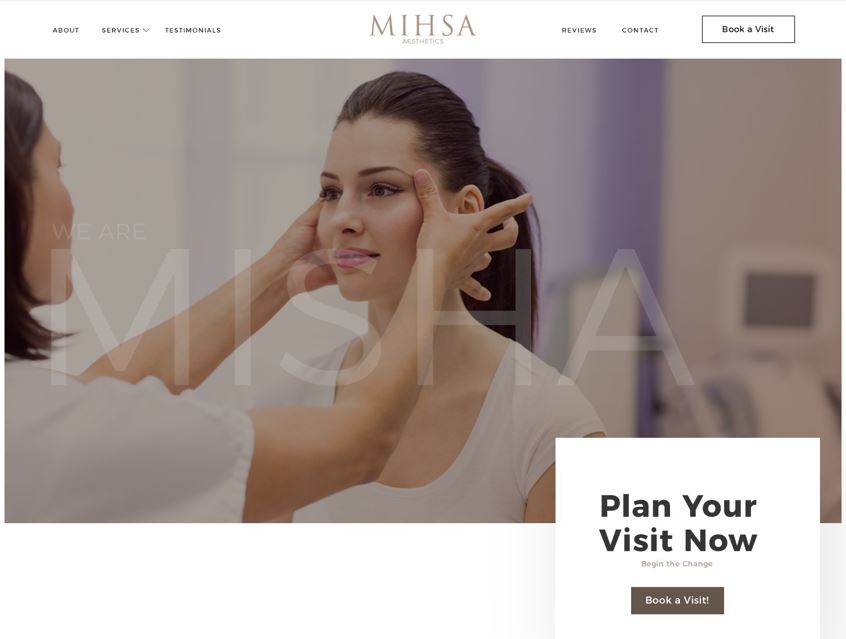 ABOUT
SERVICES
TESTIMONIALS
MIHSA
AESTHETICS
REVIEWS
CONTACT
Book a Visit
WE ARE
MISHA
Plan Your
Visit Now
Begin the Change
Book a Visit!